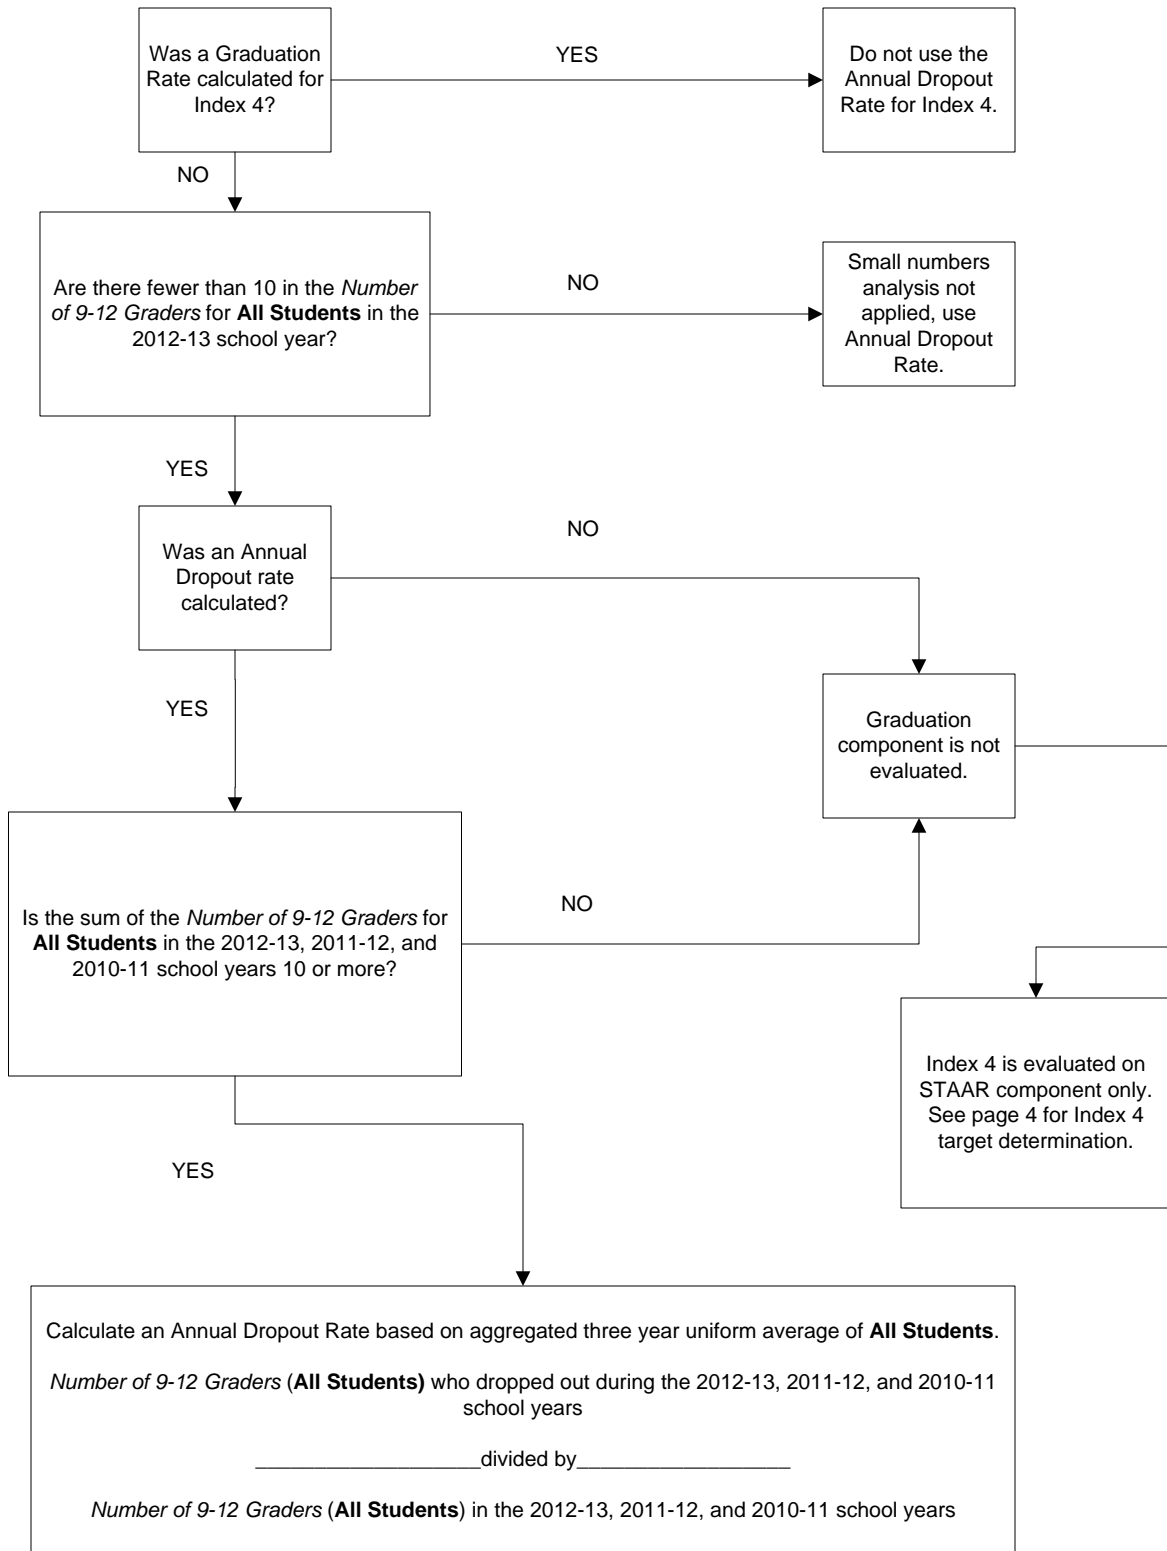 Was a Graduation
Rate calculated for
Index 4?
YES
Do not use the
Annual Dropout
Rate for Index 4.
NO
Are there fewer than 10 in the Number
of 9-12 Graders for All Students in the
2012-13 school year?
NO
Small numbers
analysis not
applied, use
Annual Dropout
Rate.
YES
Was an Annual
Dropout rate
calculated?
NO
YES
Graduation
component is not
evaluated.
Is the sum of the Number of 9-12 Graders for
All Students in the 2012-13, 2011-12, and
2010-11 school years 10 or more?
NO
Index 4 is evaluated on
STAAR component only.
See page 4 for Index 4
target determination.
YES
Calculate an Annual Dropout Rate based on aggregated three year uniform average of All Students.
Number of 9-12 Graders (All Students) who dropped out during the 2012-13, 2011-12, and 2010-11
school years
___________________divided by__________________
Number of 9-12 Graders (All Students) in the 2012-13, 2011-12, and 2010-11 school years